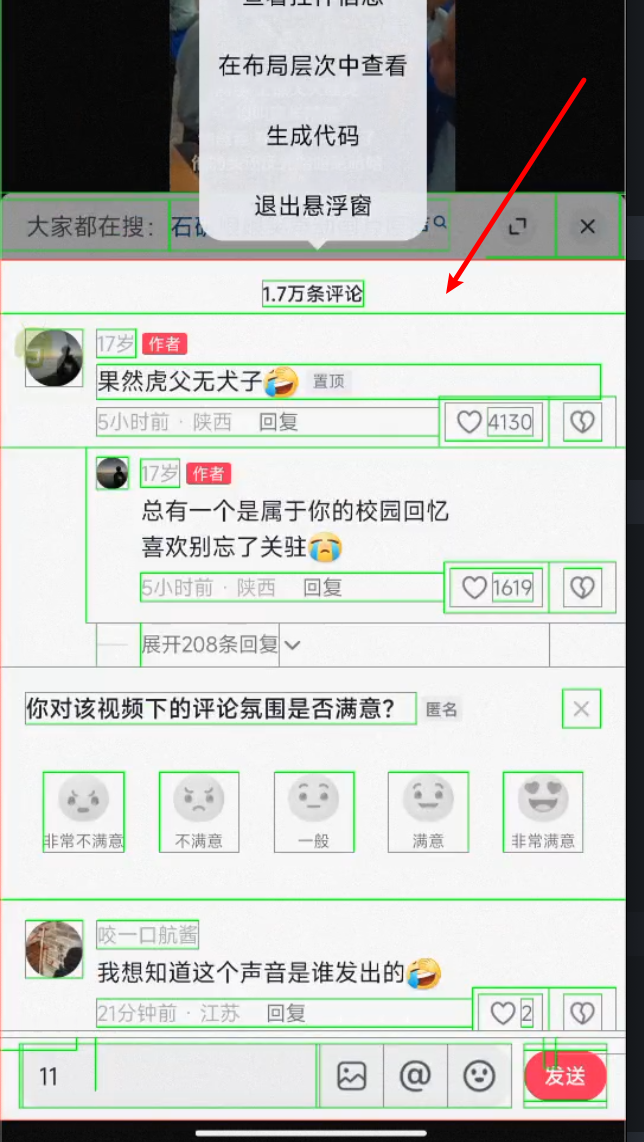 查看控件信息
在布局层次中查看
生成代码
退出悬浮窗
大家都在搜：石
1.7万条评论
17岁 作者
果然虎父无犬子🤣 置顶
5小时前 · 陕西 回复 4130
17岁 作者
总有一个是属于你的校园回忆
喜欢别忘了关驻😭
5小时前 · 陕西 回复 1619
展开208条回复
你对该视频下的评论氛围是否满意？ 匿名
非常不满意 不满意 一般 满意 非常满意
咬一口航酱
我想知道这个声音是谁发出的🤣
21分钟前 · 江苏 回复 2
11 @ 发送